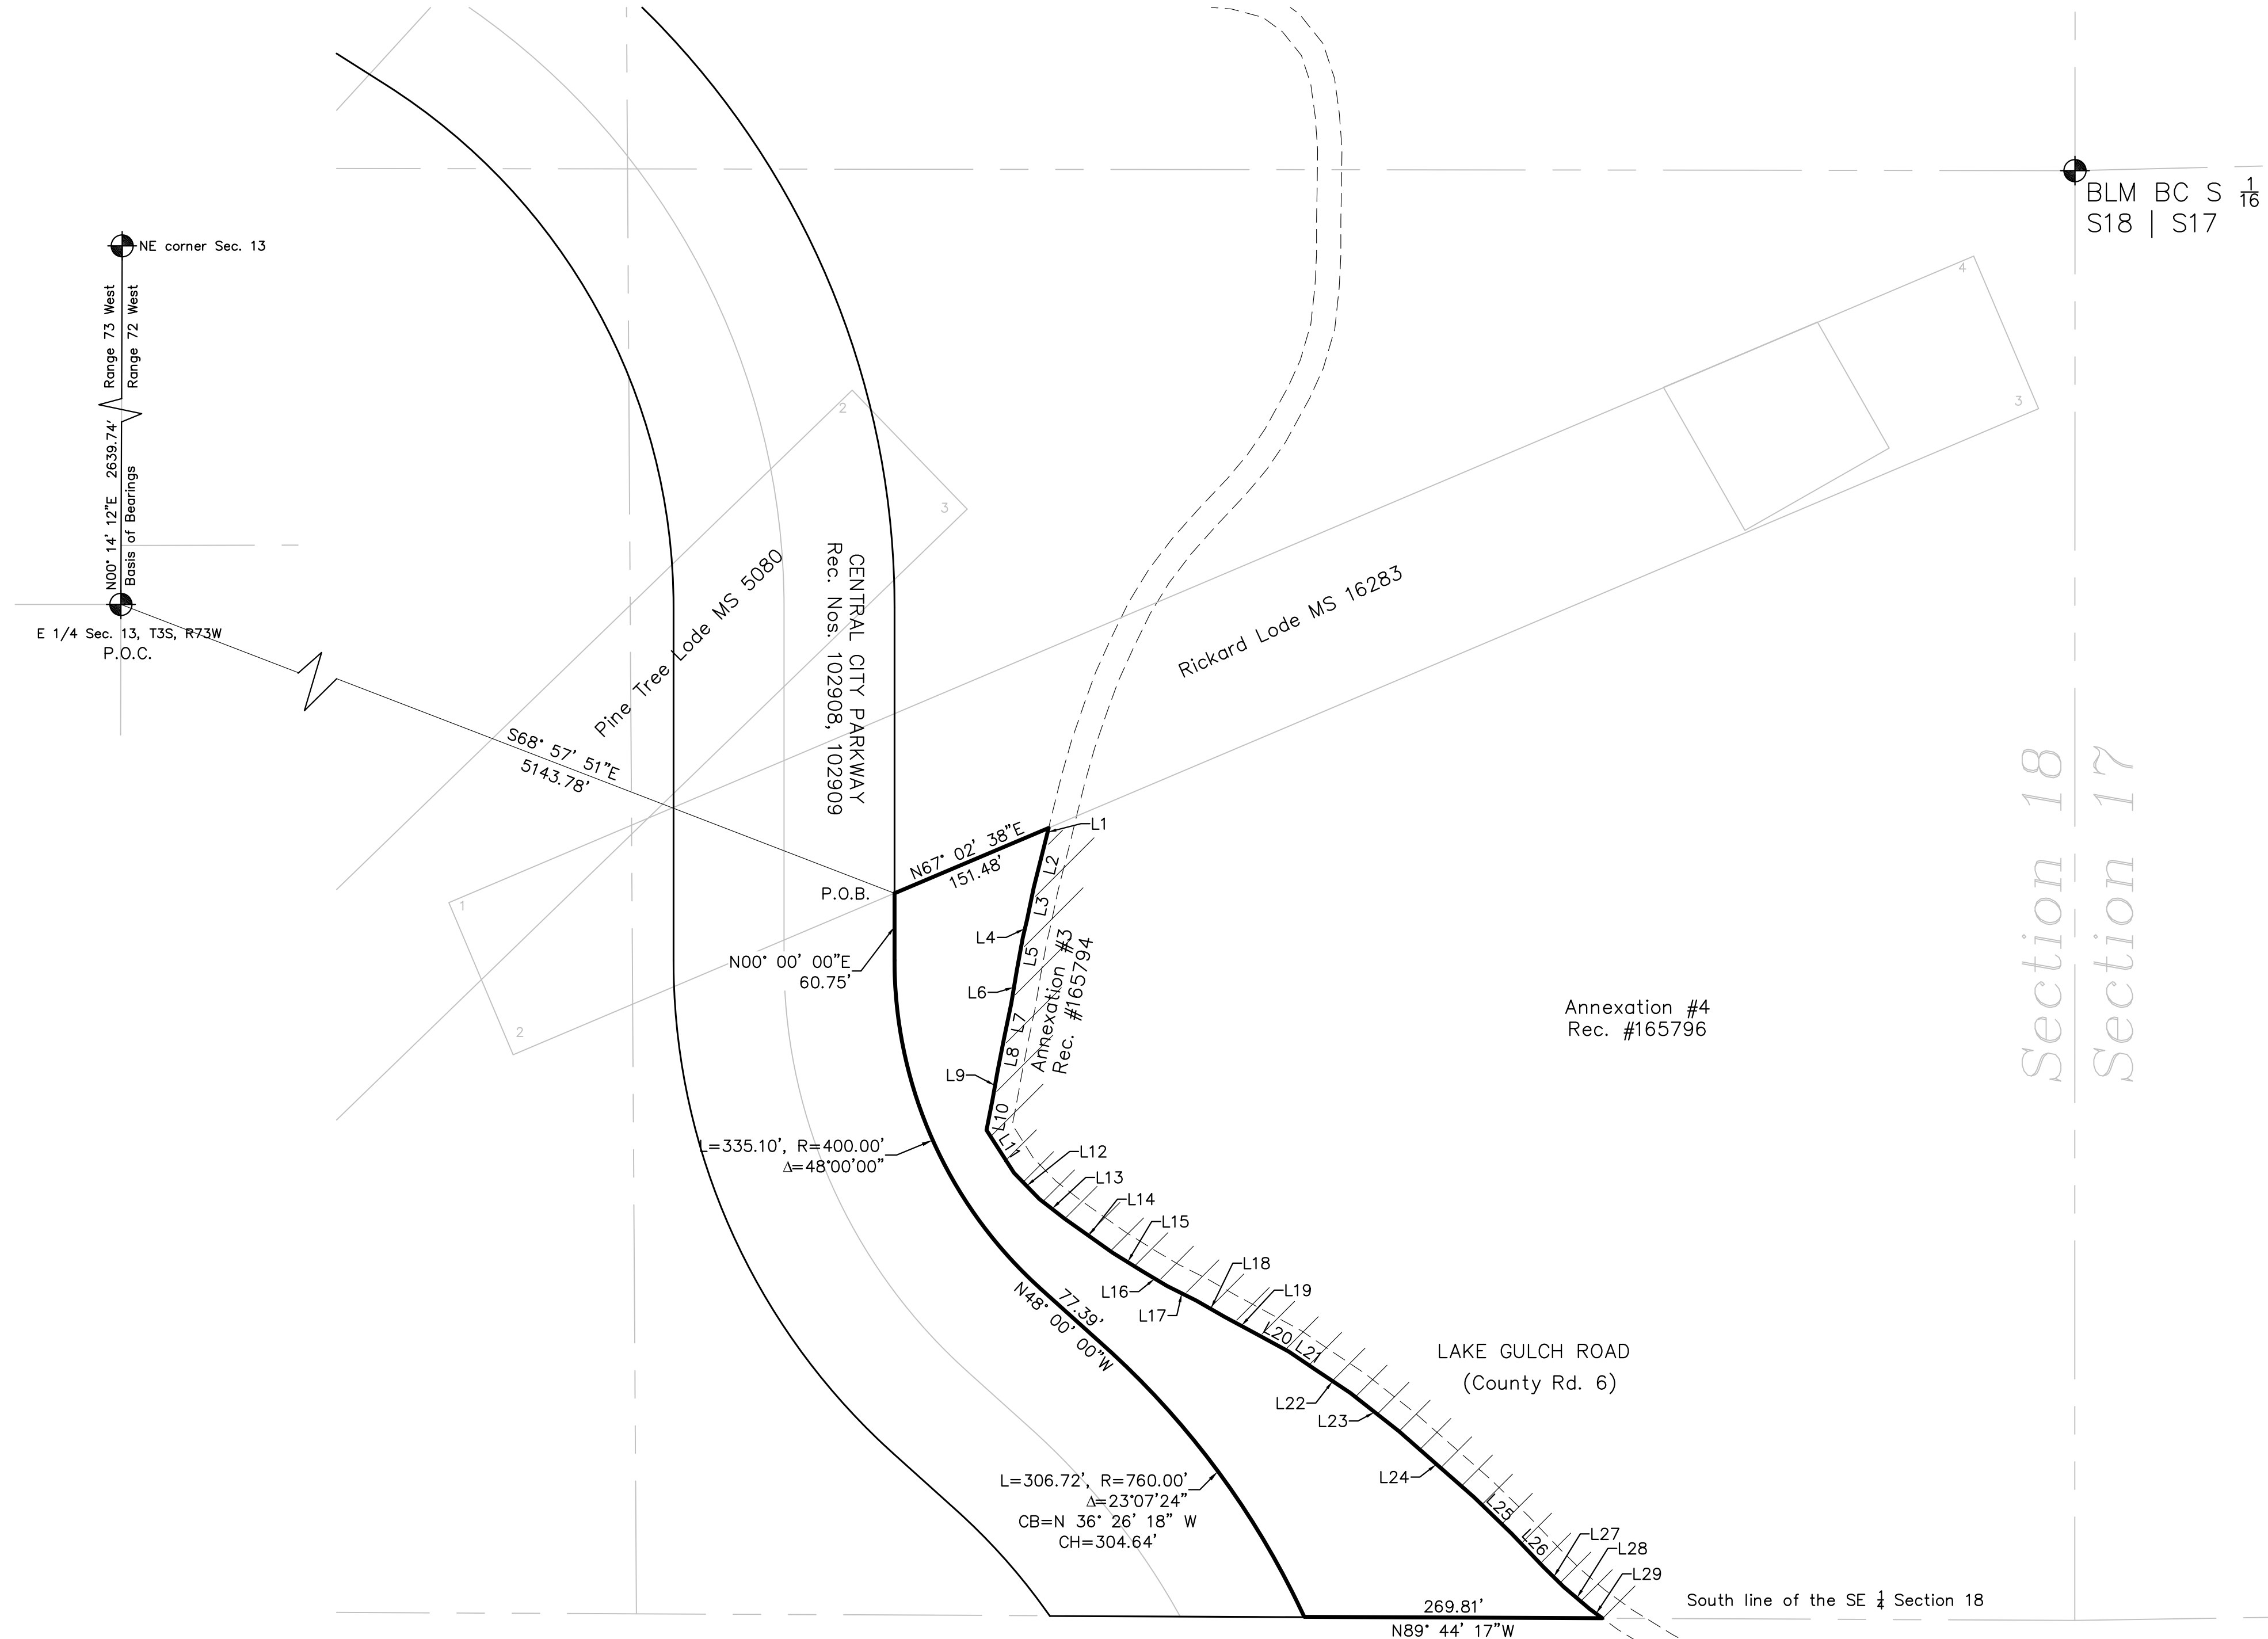 BLM BC S 1/16
S18 | S17
NE corner Sec. 13
Range 73 West
Range 72 West
N00° 14' 12"E 2639.74'
Basis of Bearings
E 1/4 Sec. 13, T3S, R73W
P.O.C.
S68° 57' 51"E
5143.78'
Pine Tree Lode MS 5080
2
3
CENTRAL CITY PARKWAY
Rec. Nos. 102908, 102909
Rickard Lode MS 16283
4
3
1
2
Section 18
Section 17
N67° 02' 38"E
151.48'
P.O.B.
N00° 00' 00"E
60.75'
L1
L2
L3
L4
L5
L6
L7
L8
L9
L10
L11
Annexation #3
Rec. #165794
Annexation #4
Rec. #165796
L=335.10', R=400.00'
Δ=48°00'00"
L12
L13
L14
L15
L16
L17
L18
L19
L20
L21
L22
L23
L24
L25
L26
L27
L28
L29
77.39'
N48° 00' 00"W
LAKE GULCH ROAD
(County Rd. 6)
L=306.72', R=760.00'
Δ=23°07'24"
CB=N 36° 26' 18" W
CH=304.64'
269.81'
N89° 44' 17"W
South line of the SE 1/4 Section 18